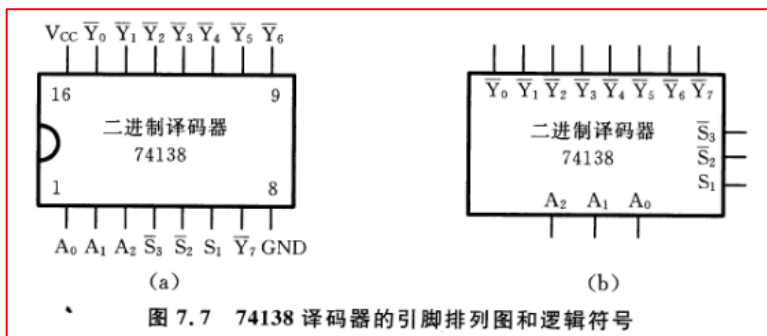 V_CC Y̅₀ Y̅₁ Y̅₂ Y̅₃ Y̅₄ Y̅₅ Y̅₆
16 9
二进制译码器
74138
1 8
A₀ A₁ A₂ S̅₃ S̅₂ S₁ Y̅₇ GND
(a)
Y̅₀ Y̅₁ Y̅₂ Y̅₃ Y̅₄ Y̅₅ Y̅₆ Y̅₇
二进制译码器
74138
S̅₃
S̅₂
S₁
A₂ A₁ A₀
(b)
图 7.7 74138 译码器的引脚排列图和逻辑符号